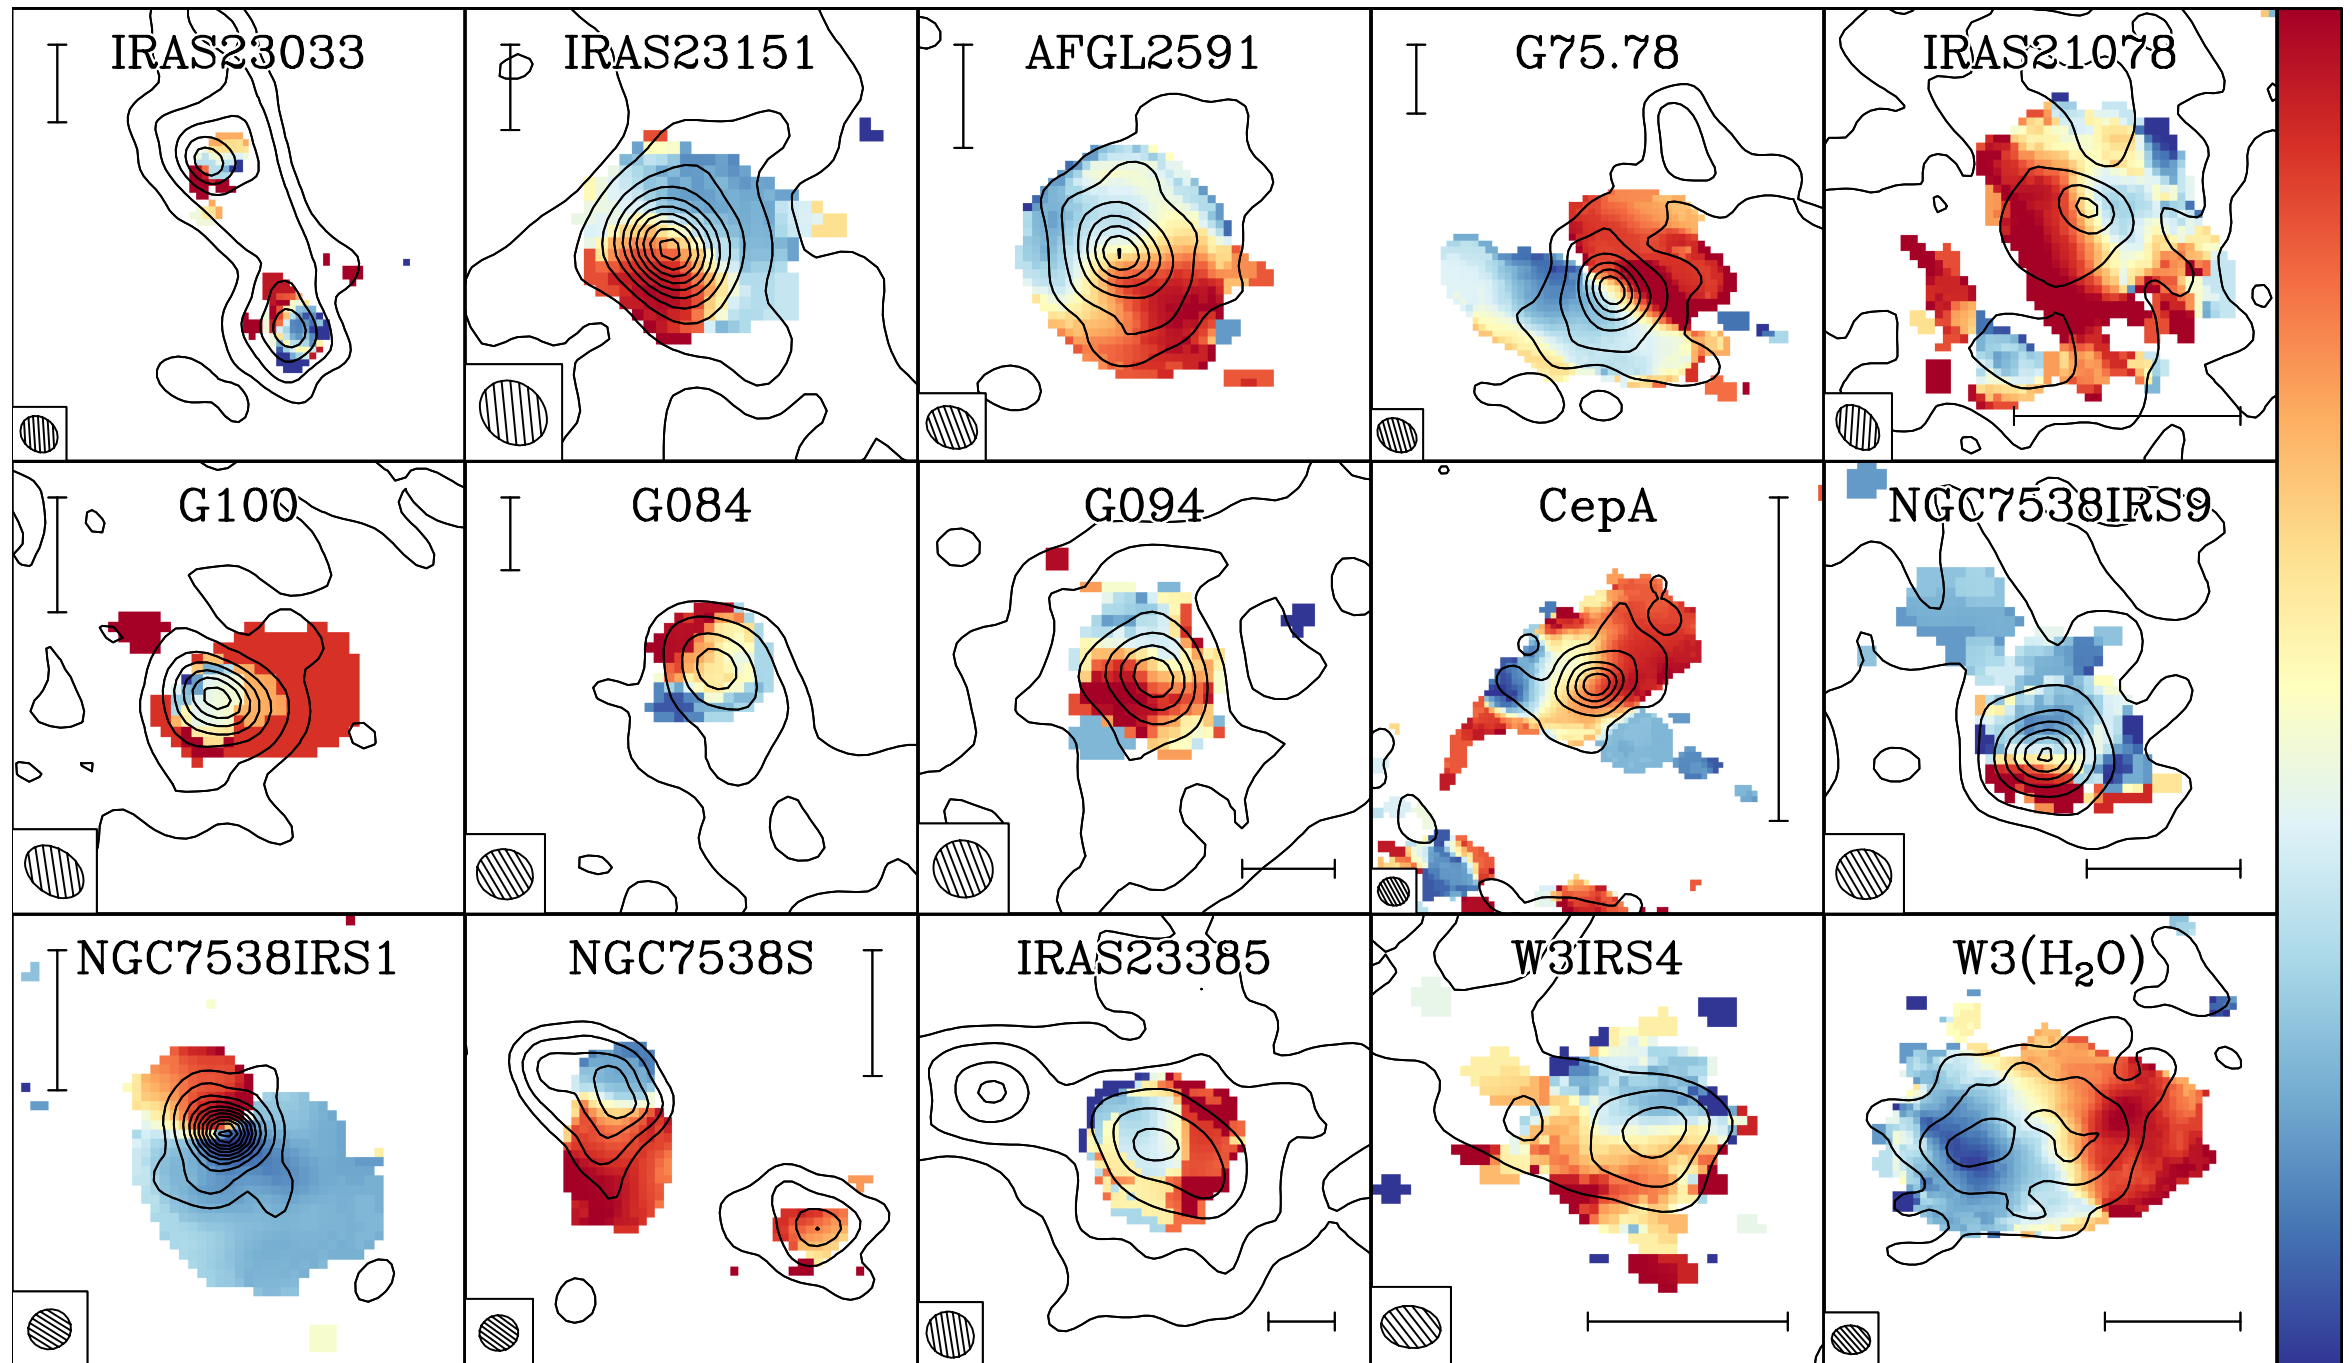 IRAS23033
IRAS23151
AFGL2591
G75.78
IRAS21078
G100
G084
G094
CepA
NGC7538IRS9
NGC7538IRS1
NGC7538S
IRAS23385
W3IRS4
W3(H₂O)